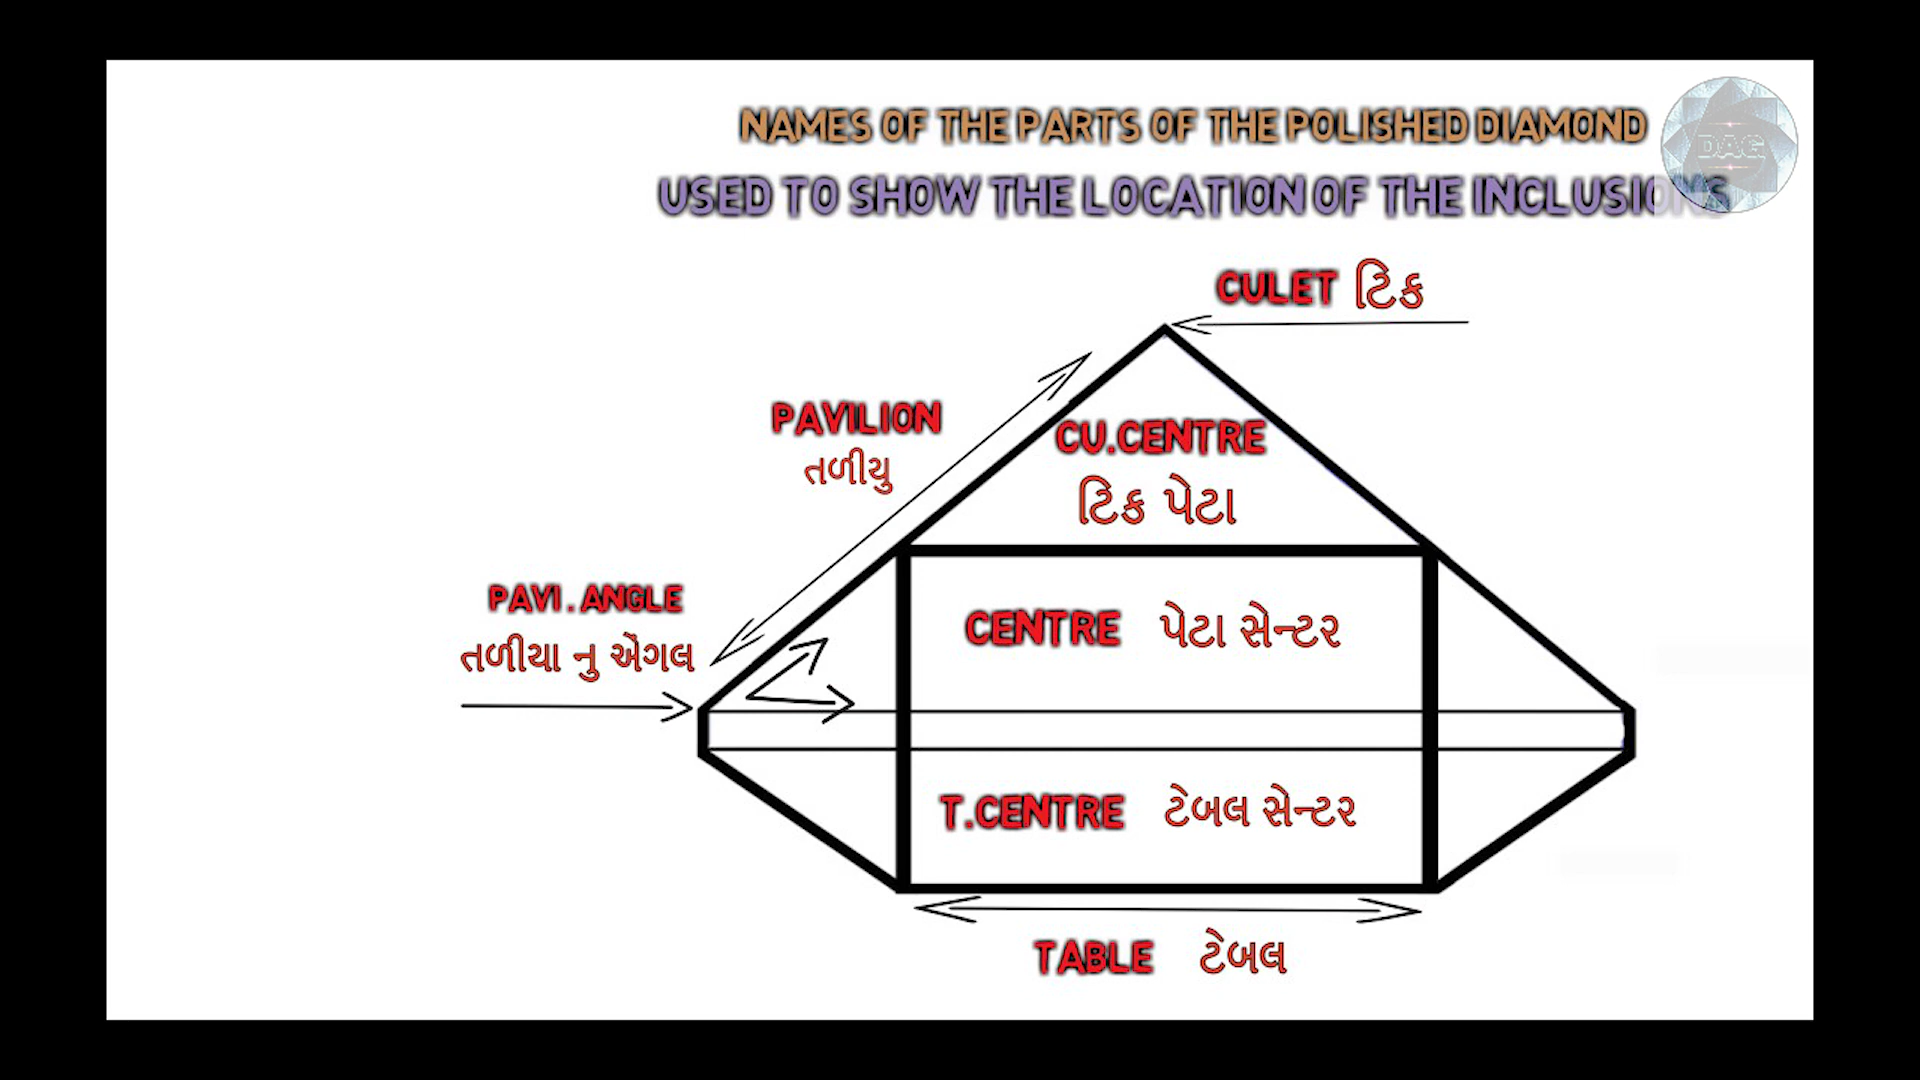 NAMES OF THE PARTS OF THE POLISHED DIAMOND
USED TO SHOW THE LOCATION OF THE INCLUSIONS
DAG
CULET ટિક
PAVILION
તળીયુ
CU.CENTRE
ટિક પેટા
PAVI.ANGLE
તળીયા નુ એંગલ
CENTRE પેટા સેન્ટર
T.CENTRE ટેબલ સેન્ટર
TABLE ટેબલ